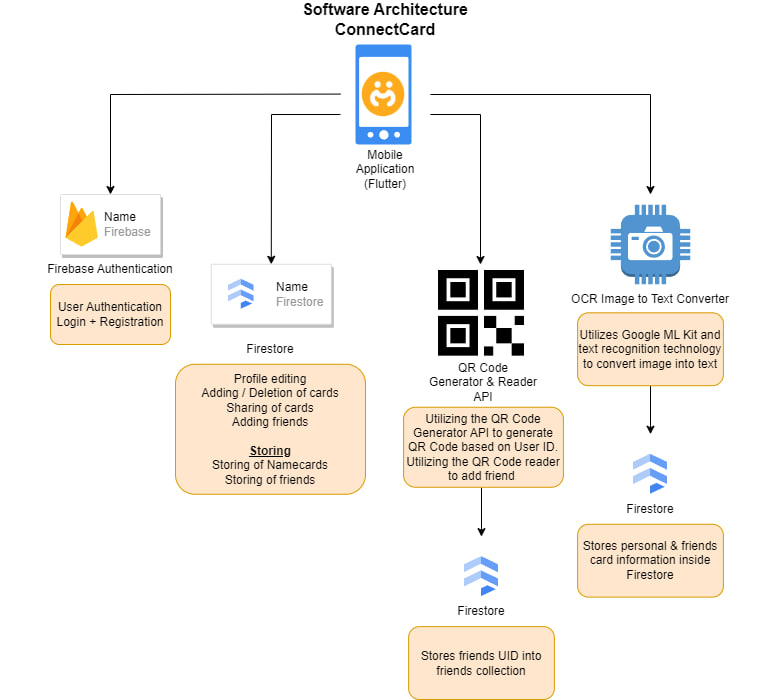 Software Architecture
ConnectCard
Mobile
Application
(Flutter)
Name
Firebase
Firebase Authentication
User Authentication
Login + Registration
Name
Firestore
Firestore
Profile editing
Adding / Deletion of cards
Sharing of cards
Adding friends
Storing
Storing of Namecards
Storing of friends
QR Code
Generator & Reader
API
Utilizing the QR Code
Generator API to generate
QR Code based on User ID.
Utilizing the QR Code reader
to add friend
Firestore
Stores friends UID into
friends collection
OCR Image to Text Converter
Utilizes Google ML Kit and
text recognition technology
to convert image into text
Firestore
Stores personal & friends
card information inside
Firestore